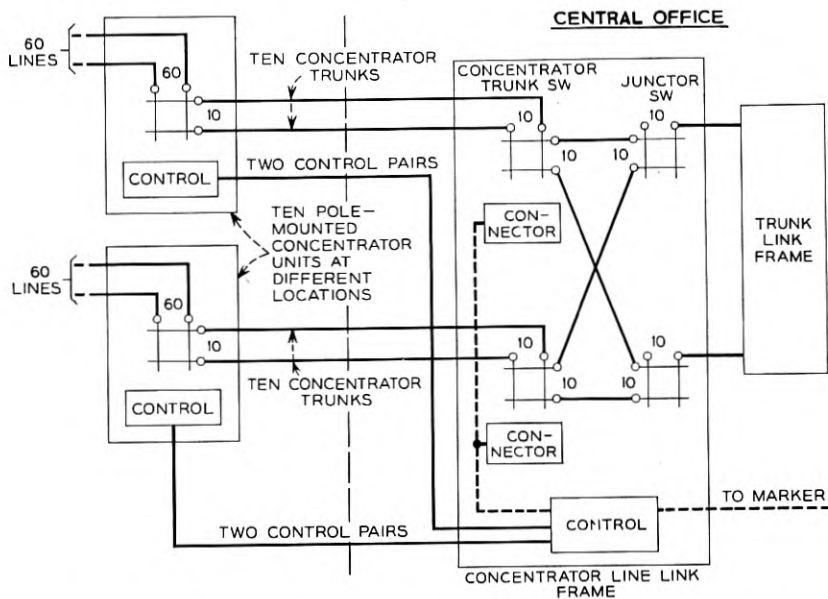 CENTRAL OFFICE
60
LINES
60
10
TEN CONCENTRATOR
TRUNKS
CONCENTRATOR
TRUNK SW
JUNCTOR
SW
10
10
10
10
CONTROL
TWO CONTROL PAIRS
TEN POLE-
MOUNTED
CONCENTRATOR
UNITS AT
DIFFERENT
LOCATIONS
CON-
NECTOR
TRUNK
LINK
FRAME
60
LINES
60
10
TEN CONCENTRATOR
TRUNKS
10
10
10
10
CONTROL
CON-
NECTOR
TO MARKER
TWO CONTROL PAIRS
CONTROL
CONCENTRATOR LINE LINK
FRAME